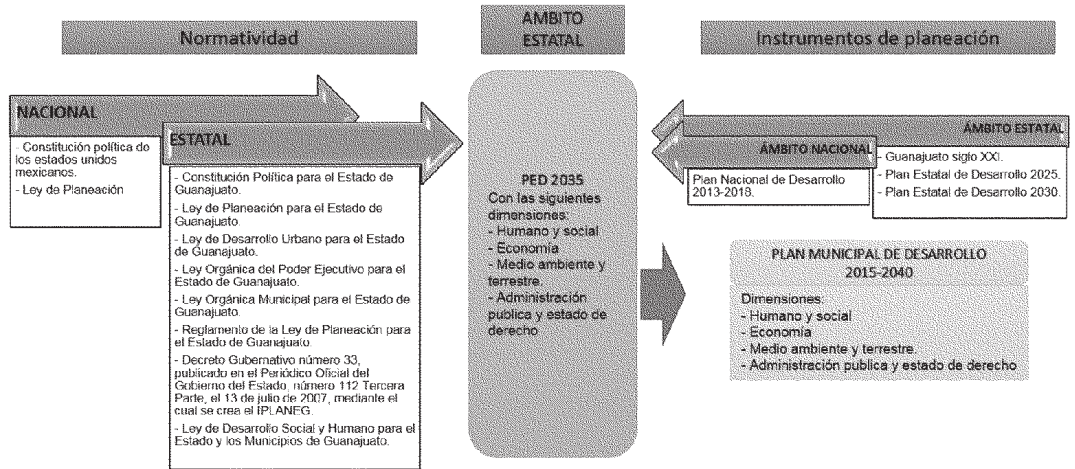 Normatividad
NACIONAL
- Constitución política de
los estados unidos
mexicanos.
- Ley de Planeación
ESTATAL
- Constitución Política para el Estado de
Guanajuato.
- Ley de Planeación para el Estado de
Guanajuato.
- Ley de Desarrollo Urbano para el Estado
de Guanajuato.
- Ley Orgánica del Poder Ejecutivo para el
Estado de Guanajuato.
- Ley Orgánica Municipal para el Estado de
Guanajuato.
- Reglamento de la Ley de Planeación para
el Estado de Guanajuato.
- Decreto Gubernativo número 33,
publicado en el Periódico Oficial del
Gobierno del Estado, número 112 Tercera
Parte, el 13 de julio de 2007, mediante el
cual se crea el IPLANEG.
- Ley de Desarrollo Social y Humano para el
Estado y los Municipios de Guanajuato.
AMBITO
ESTATAL
PED 2035
Con las siguientes
dimensiones:
- Humano y social
- Economía
- Medio ambiente y
terrestre.
- Administración
publica y estado de
derecho
Instrumentos de planeación
ÁMBITO ESTATAL
- Guanajuato siglo XXI.
- Plan Estatal de Desarrollo 2025.
- Plan Estatal de Desarrollo 2030.
ÁMBITO NACIONAL
Plan Nacional de Desarrollo
2013-2018.
PLAN MUNICIPAL DE DESARROLLO
2015-2040
Dimensiones:
- Humano y social
- Economía
- Medio ambiente y terrestre.
- Administración publica y estado de derecho